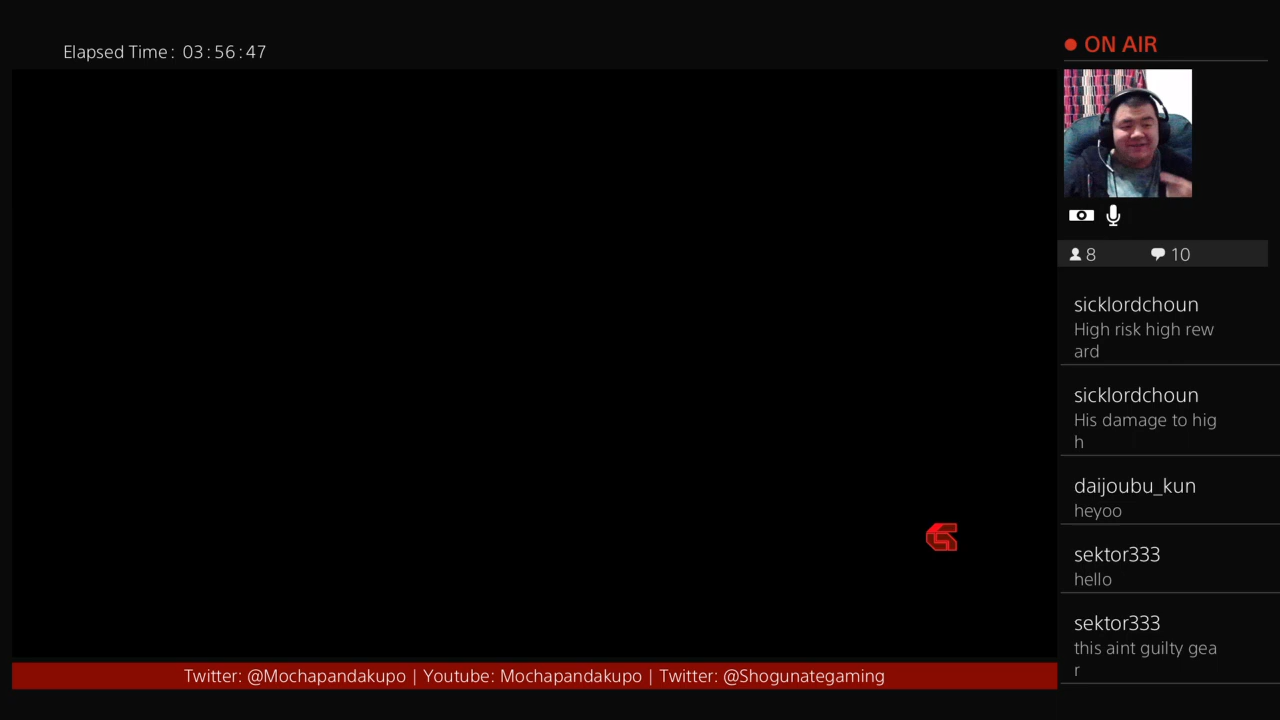 Elapsed Time: 03:56:47
ON AIR
8 10
sicklordchoun
High risk high rew
ard
sicklordchoun
His damage to hig
h
daijoubu_kun
heyoo
sektor333
hello
sektor333
this aint guilty gea
r
Twitter: @Mochapandakupo | Youtube: Mochapandakupo | Twitter: @Shogunategaming